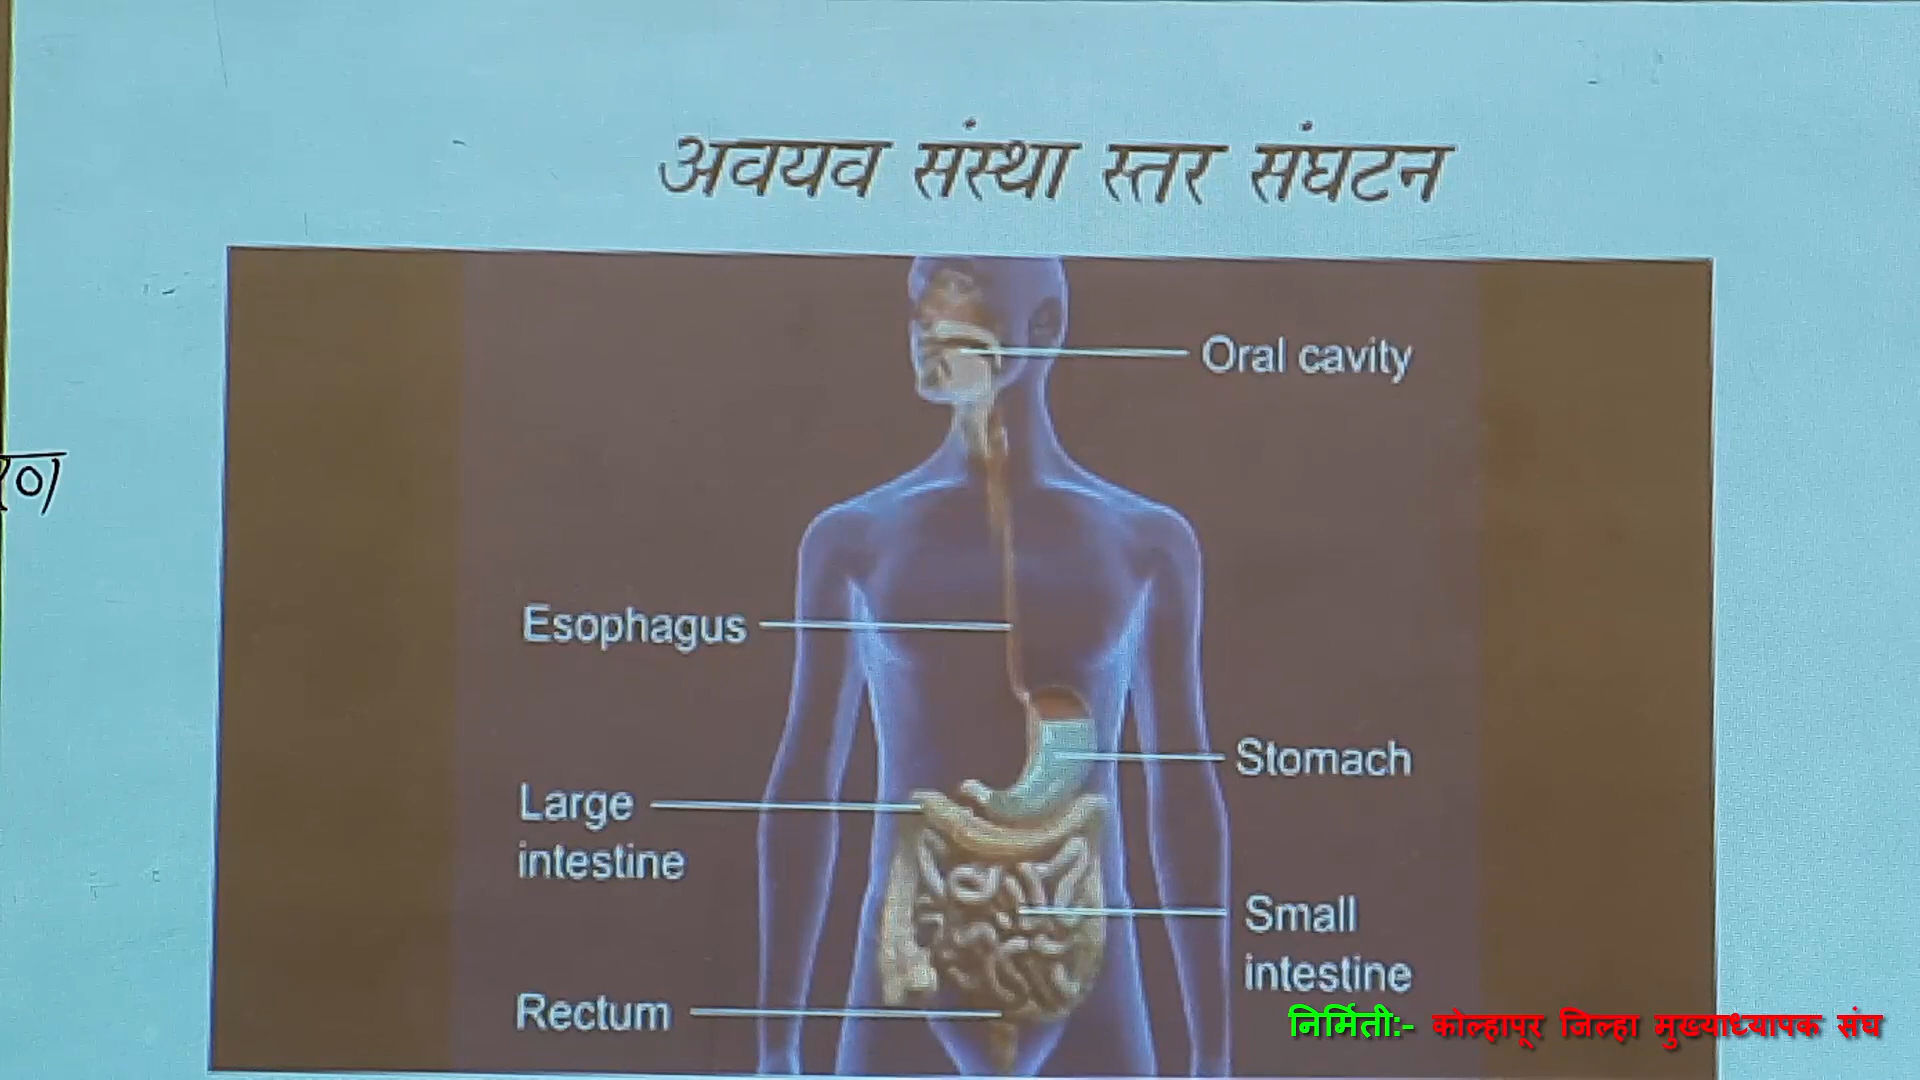 अवयव संस्था स्तर संघटन
Oral cavity
Esophagus
Stomach
Large
intestine
Small
intestine
Rectum
निर्मिती:- कोल्हापूर जिल्हा मुख्याध्यापक संघ